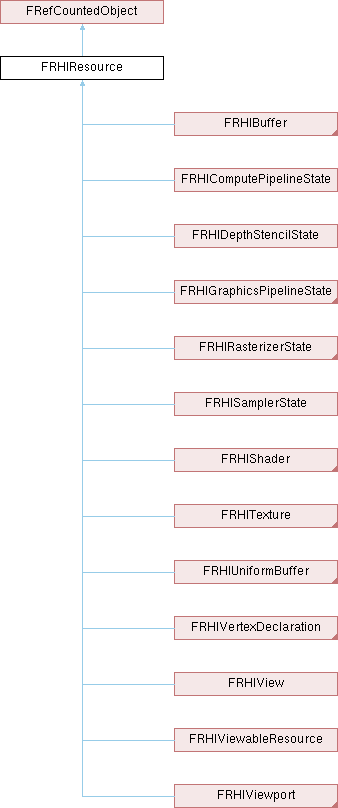 FRefCountedObject
FRHIResource
FRHIBuffer
FRHIComputePipelineState
FRHIDepthStencilState
FRHIGraphicsPipelineState
FRHIRasterizerState
FRHISamplerState
FRHIShader
FRHITexture
FRHIUniformBuffer
FRHIVertexDeclaration
FRHIView
FRHIViewableResource
FRHIViewport